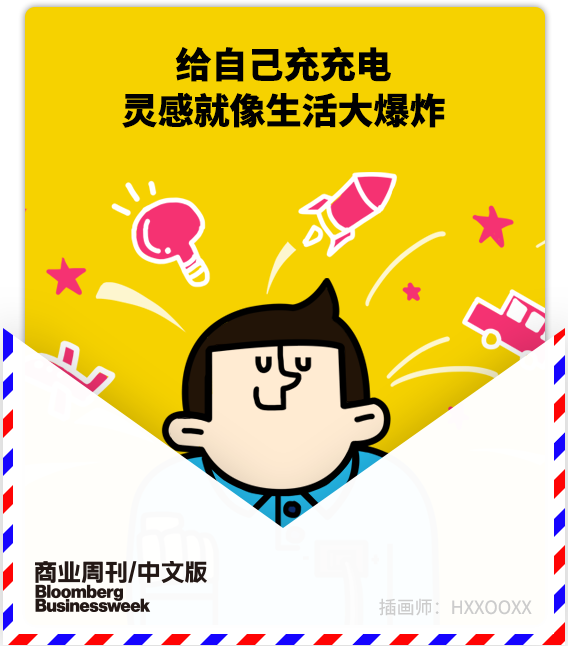 给自己充充电
灵感就像生活大爆炸
商业周刊/中文版
Bloomberg
Businessweek
插画师：HXXOOXX